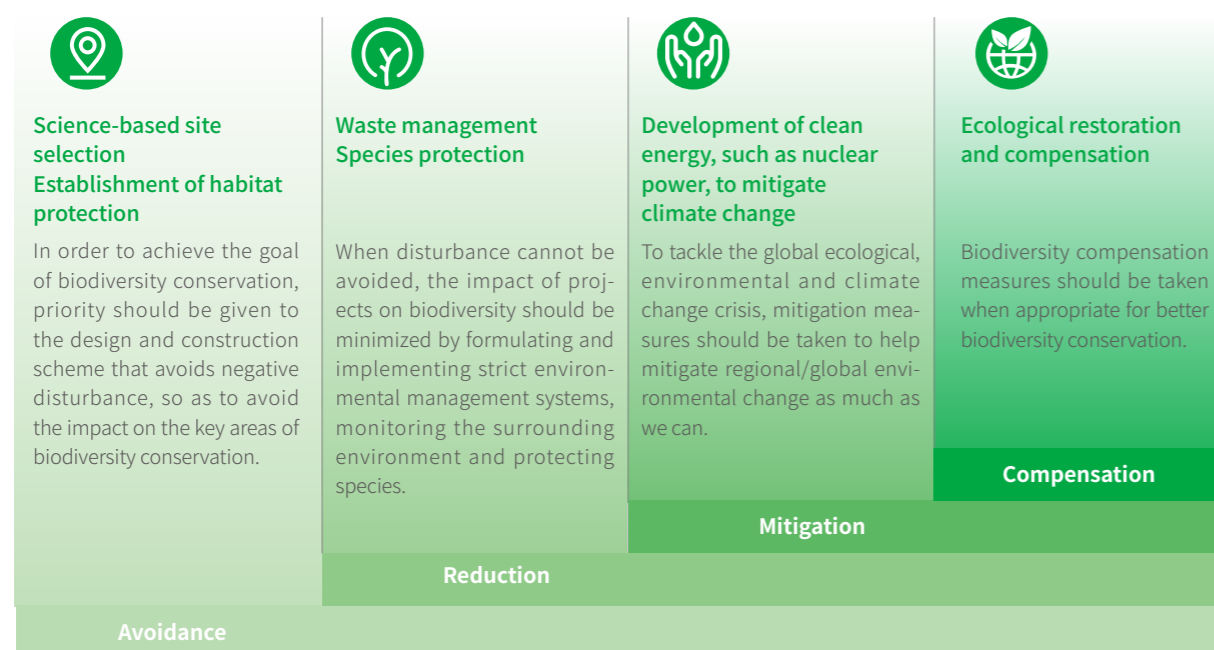 Science-based site
selection
Establishment of habitat
protection
In order to achieve the goal
of biodiversity conservation,
priority should be given to
the design and construction
scheme that avoids negative
disturbance, so as to avoid
the impact on the key areas of
biodiversity conservation.
Avoidance
Waste management
Species protection
When disturbance cannot be
avoided, the impact of proj-
ects on biodiversity should be
minimized by formulating and
implementing strict environ-
mental management systems,
monitoring the surrounding
environment and protecting
species.
Reduction
Development of clean
energy, such as nuclear
power, to mitigate
climate change
To tackle the global ecological,
environmental and climate
change crisis, mitigation mea-
sures should be taken to help
mitigate regional/global envi-
ronmental change as much as
we can.
Mitigation
Ecological restoration
and compensation
Biodiversity compensation
measures should be taken
when appropriate for better
biodiversity conservation.
Compensation